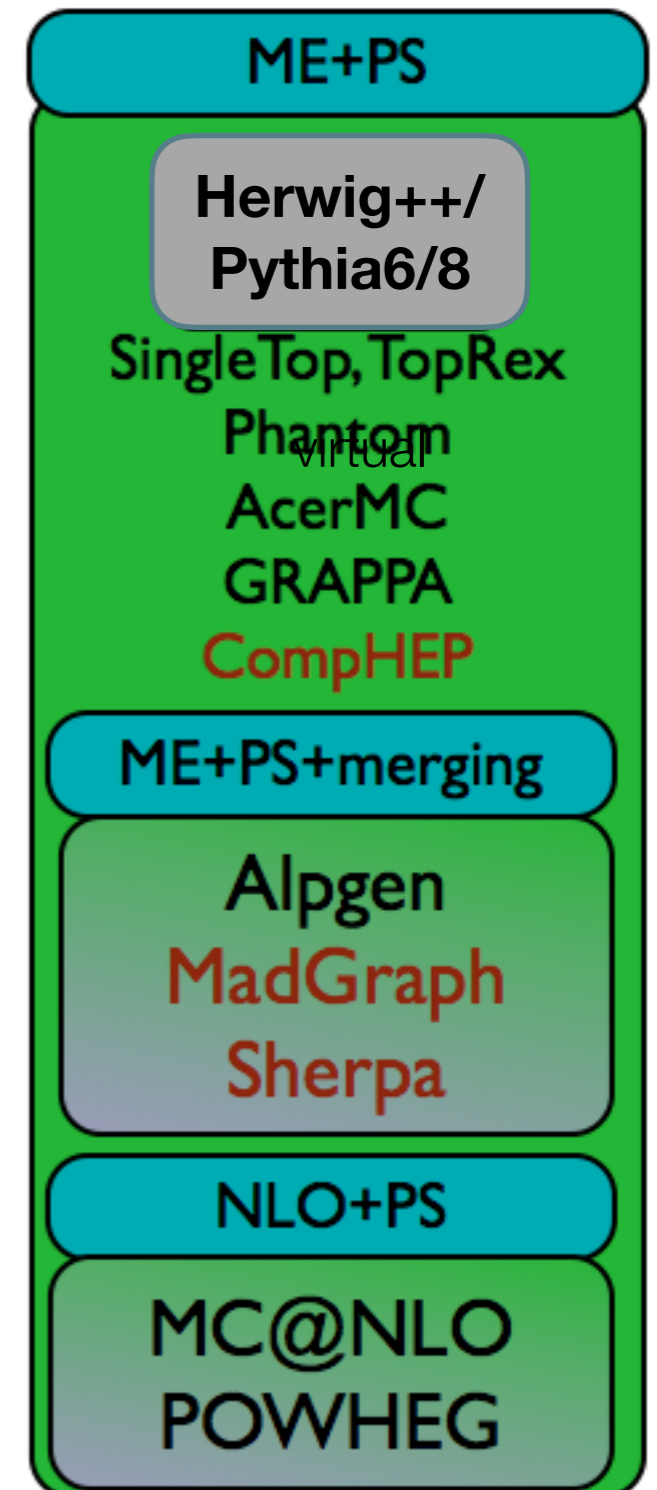 ME+PS
Herwig++/
Pythia6/8
SingleTop, TopRex
Phantom
virtual
AcerMC
GRAPPA
CompHEP
ME+PS+merging
Alpgen
MadGraph
Sherpa
NLO+PS
MC@NLO
POWHEG